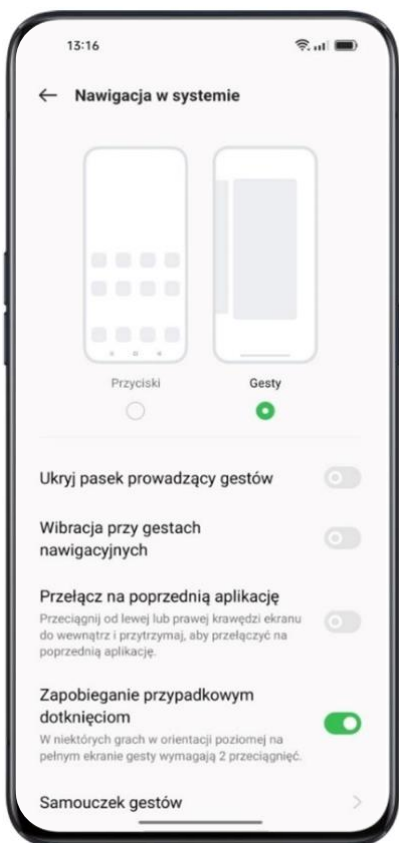 13:16
Nawigacja w systemie
Przyciski
Gesty
Ukryj pasek prowadzący gestów
Wibracja przy gestach
nawigacyjnych
Przełącz na poprzednią aplikację
Przeciągnij od lewej lub prawej krawędzi ekranu
do wewnątrz i przytrzymaj, aby przełączyć na
poprzednią aplikację.
Zapobieganie przypadkowym
dotknięciom
W niektórych grach w orientacji poziomej na
pełnym ekranie gesty wymagają 2 przeciągnięć.
Samouczek gestów